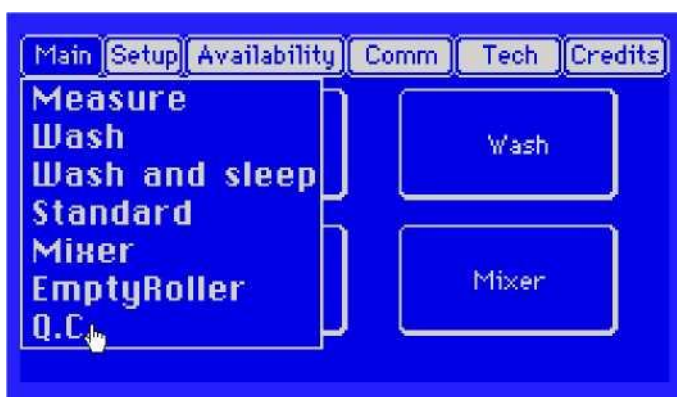 Main Setup Availability Comm Tech Credits
Measure
Wash
Wash and sleep
Standard
Mixer
EmptyRoller
Q.C.
Wash
Mixer